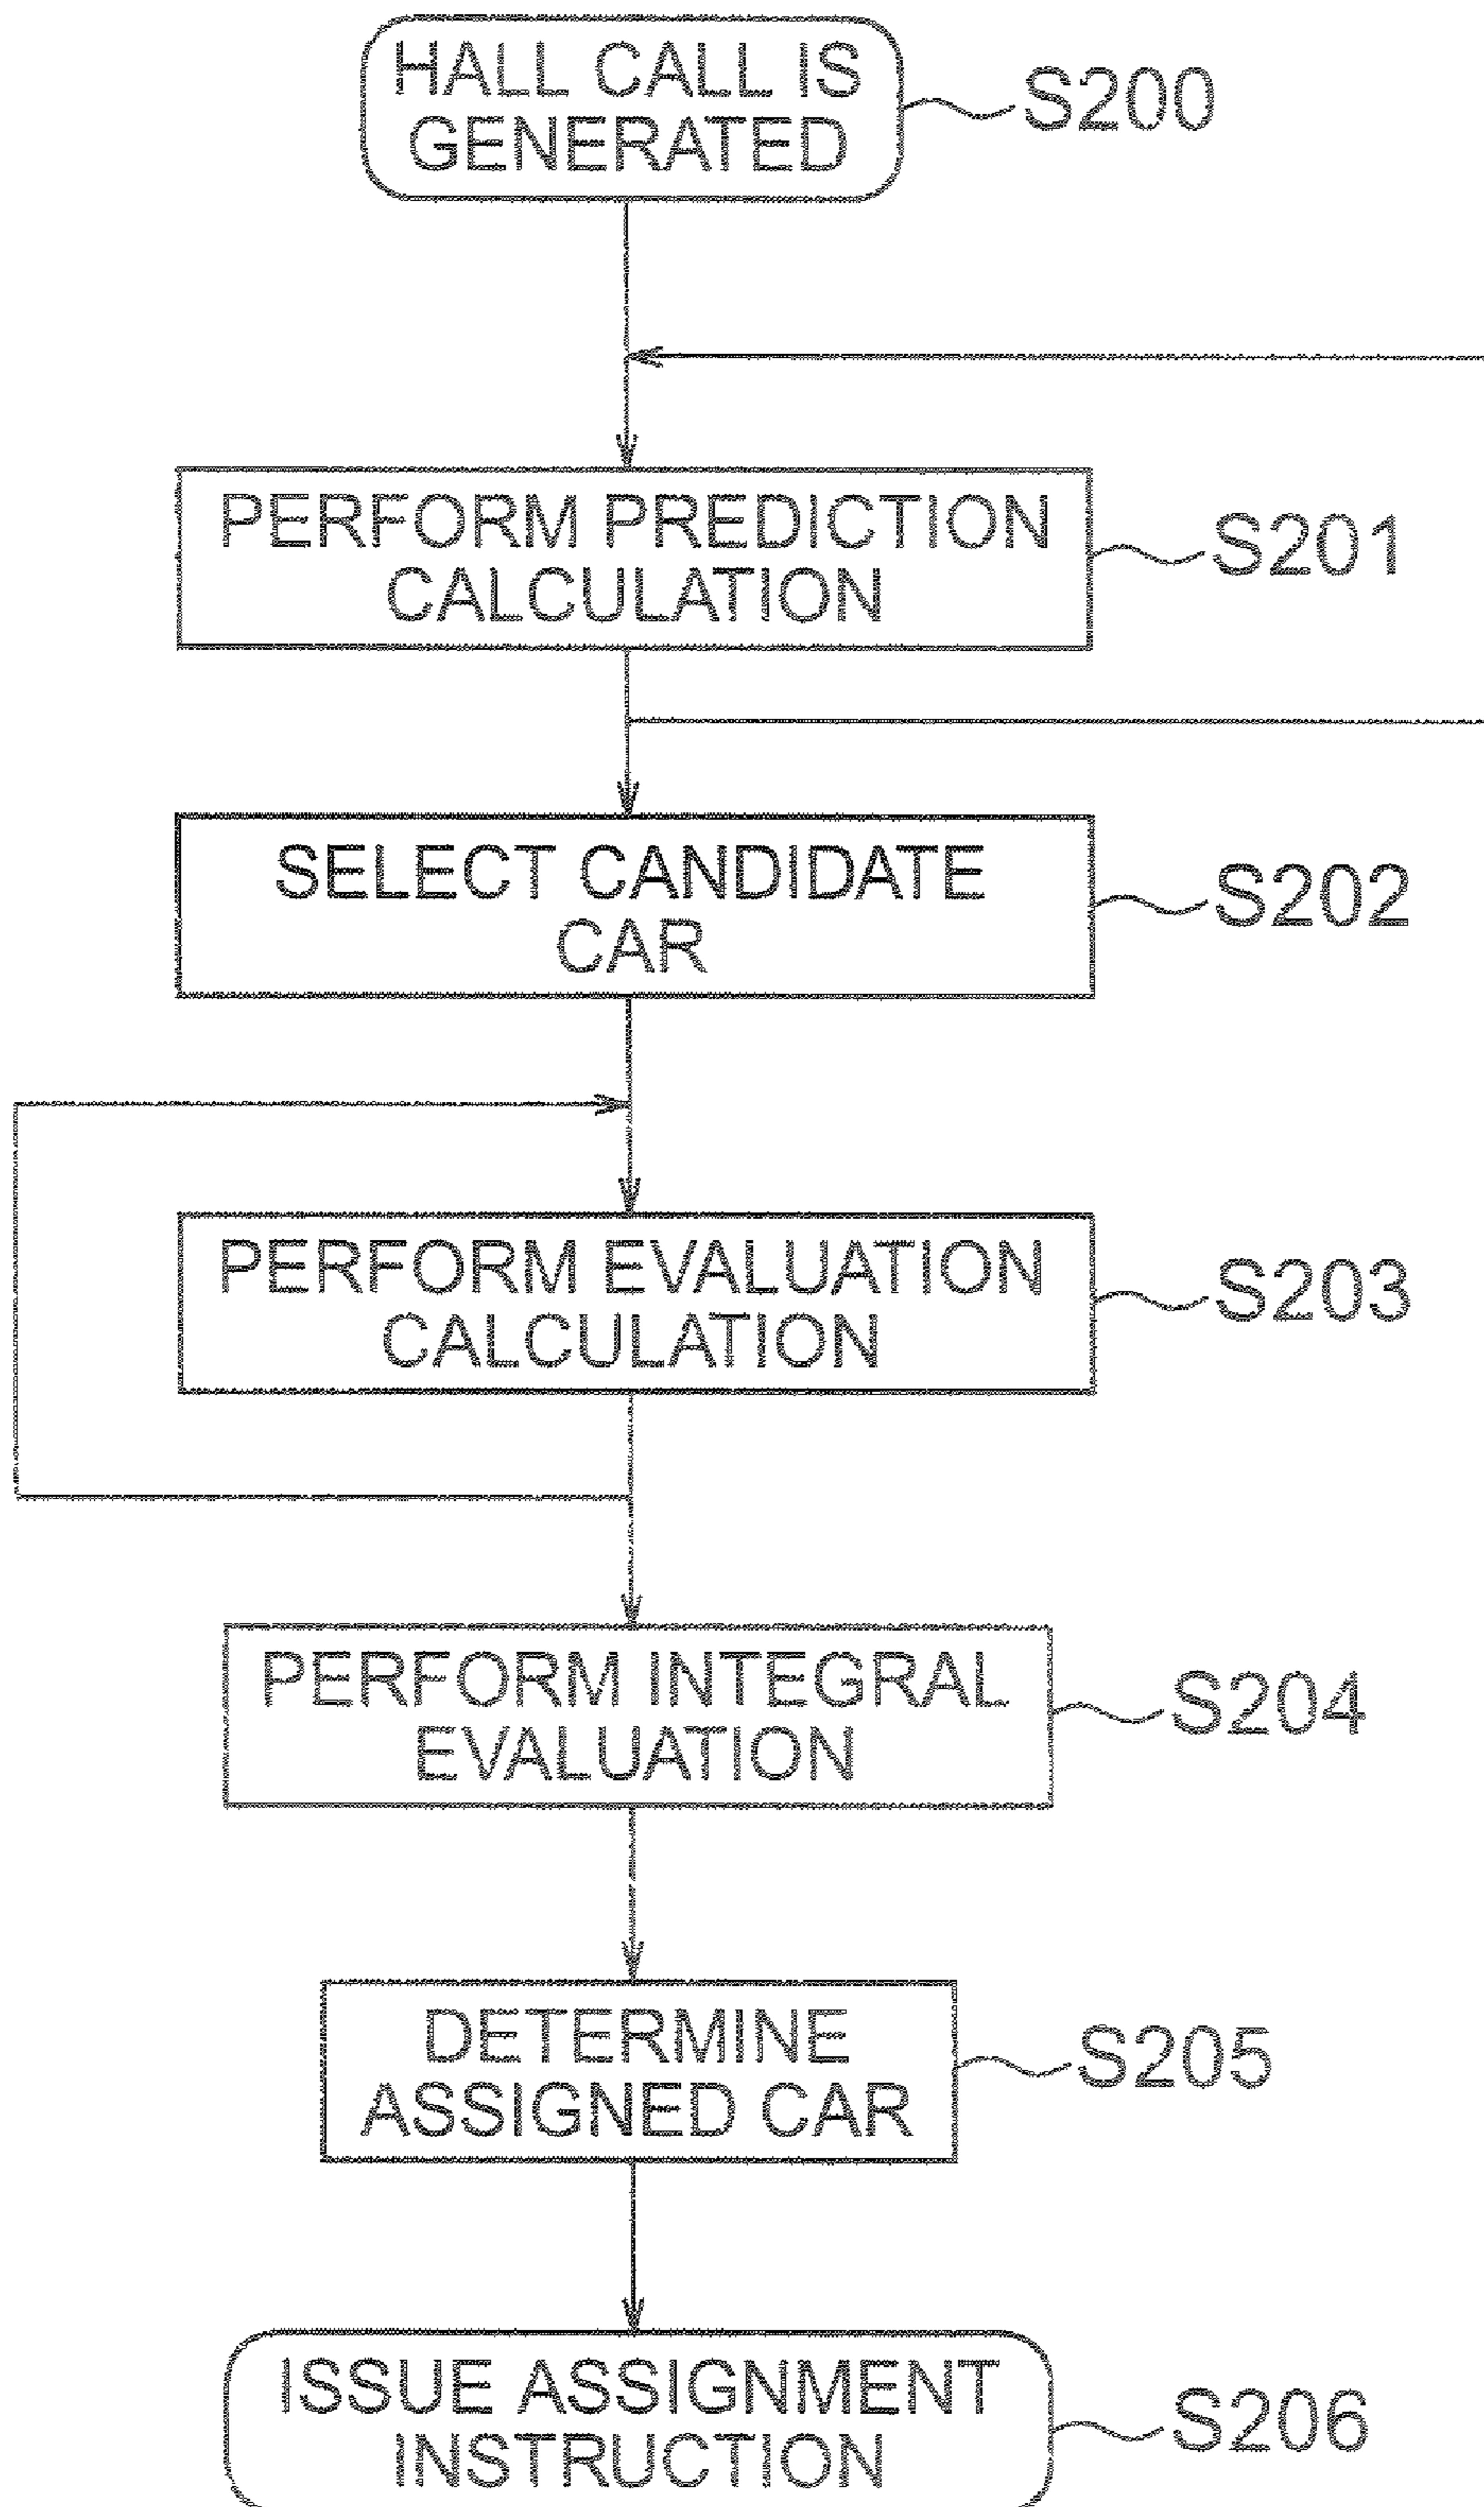 HALL CALL IS
GENERATED
S200
PERFORM PREDICTION
CALCULATION
S201
SELECT CANDIDATE
CAR
S202
PERFORM EVALUATION
CALCULATION
S203
PERFORM INTEGRAL
EVALUATION
S204
DETERMINE
ASSIGNED CAR
S205
ISSUE ASSIGNMENT
INSTRUCTION
S206